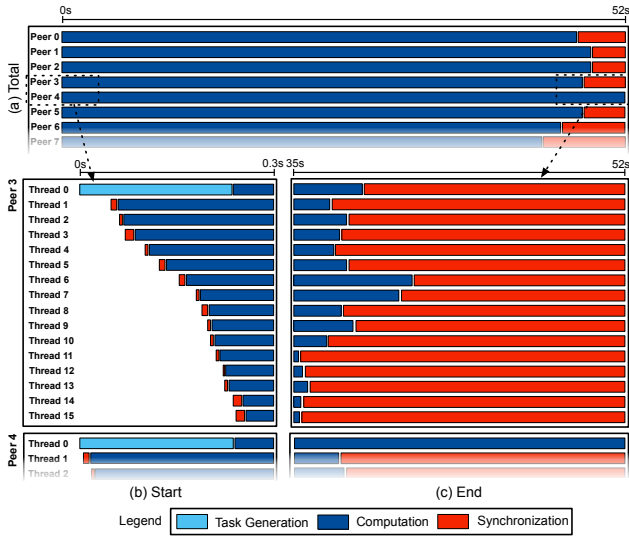 0s 52s
(a) Total
Peer 0
Peer 1
Peer 2
Peer 3
Peer 4
Peer 5
Peer 6
Peer 7
0s 0.3s 35s 52s
Peer 3
Thread 0
Thread 1
Thread 2
Thread 3
Thread 4
Thread 5
Thread 6
Thread 7
Thread 8
Thread 9
Thread 10
Thread 11
Thread 12
Thread 13
Thread 14
Thread 15
Peer 4
Thread 0
Thread 1
Thread 2
(b) Start (c) End
Legend Task Generation Computation Synchronization